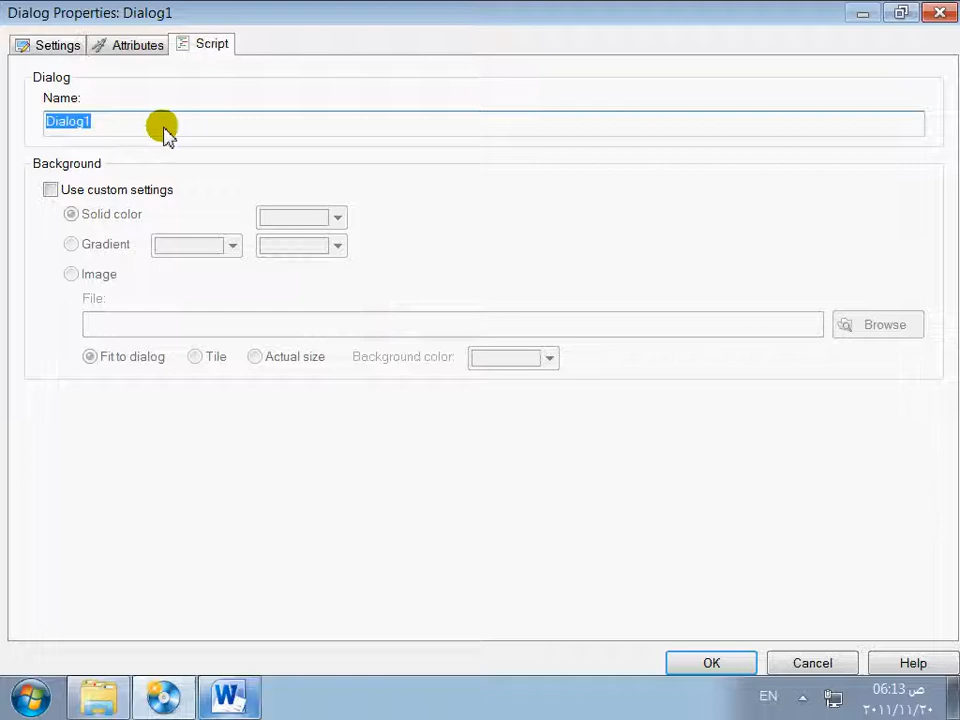 Dialog Properties: Dialog1
Settings Attributes Script
Dialog
Name:
Dialog1
Background
Use custom settings
Solid color
Gradient
Image
File:
Browse
Fit to dialog Tile Actual size Background color:
OK Cancel Help
EN 06:13 ص
٢٠١١/١١/٢٠